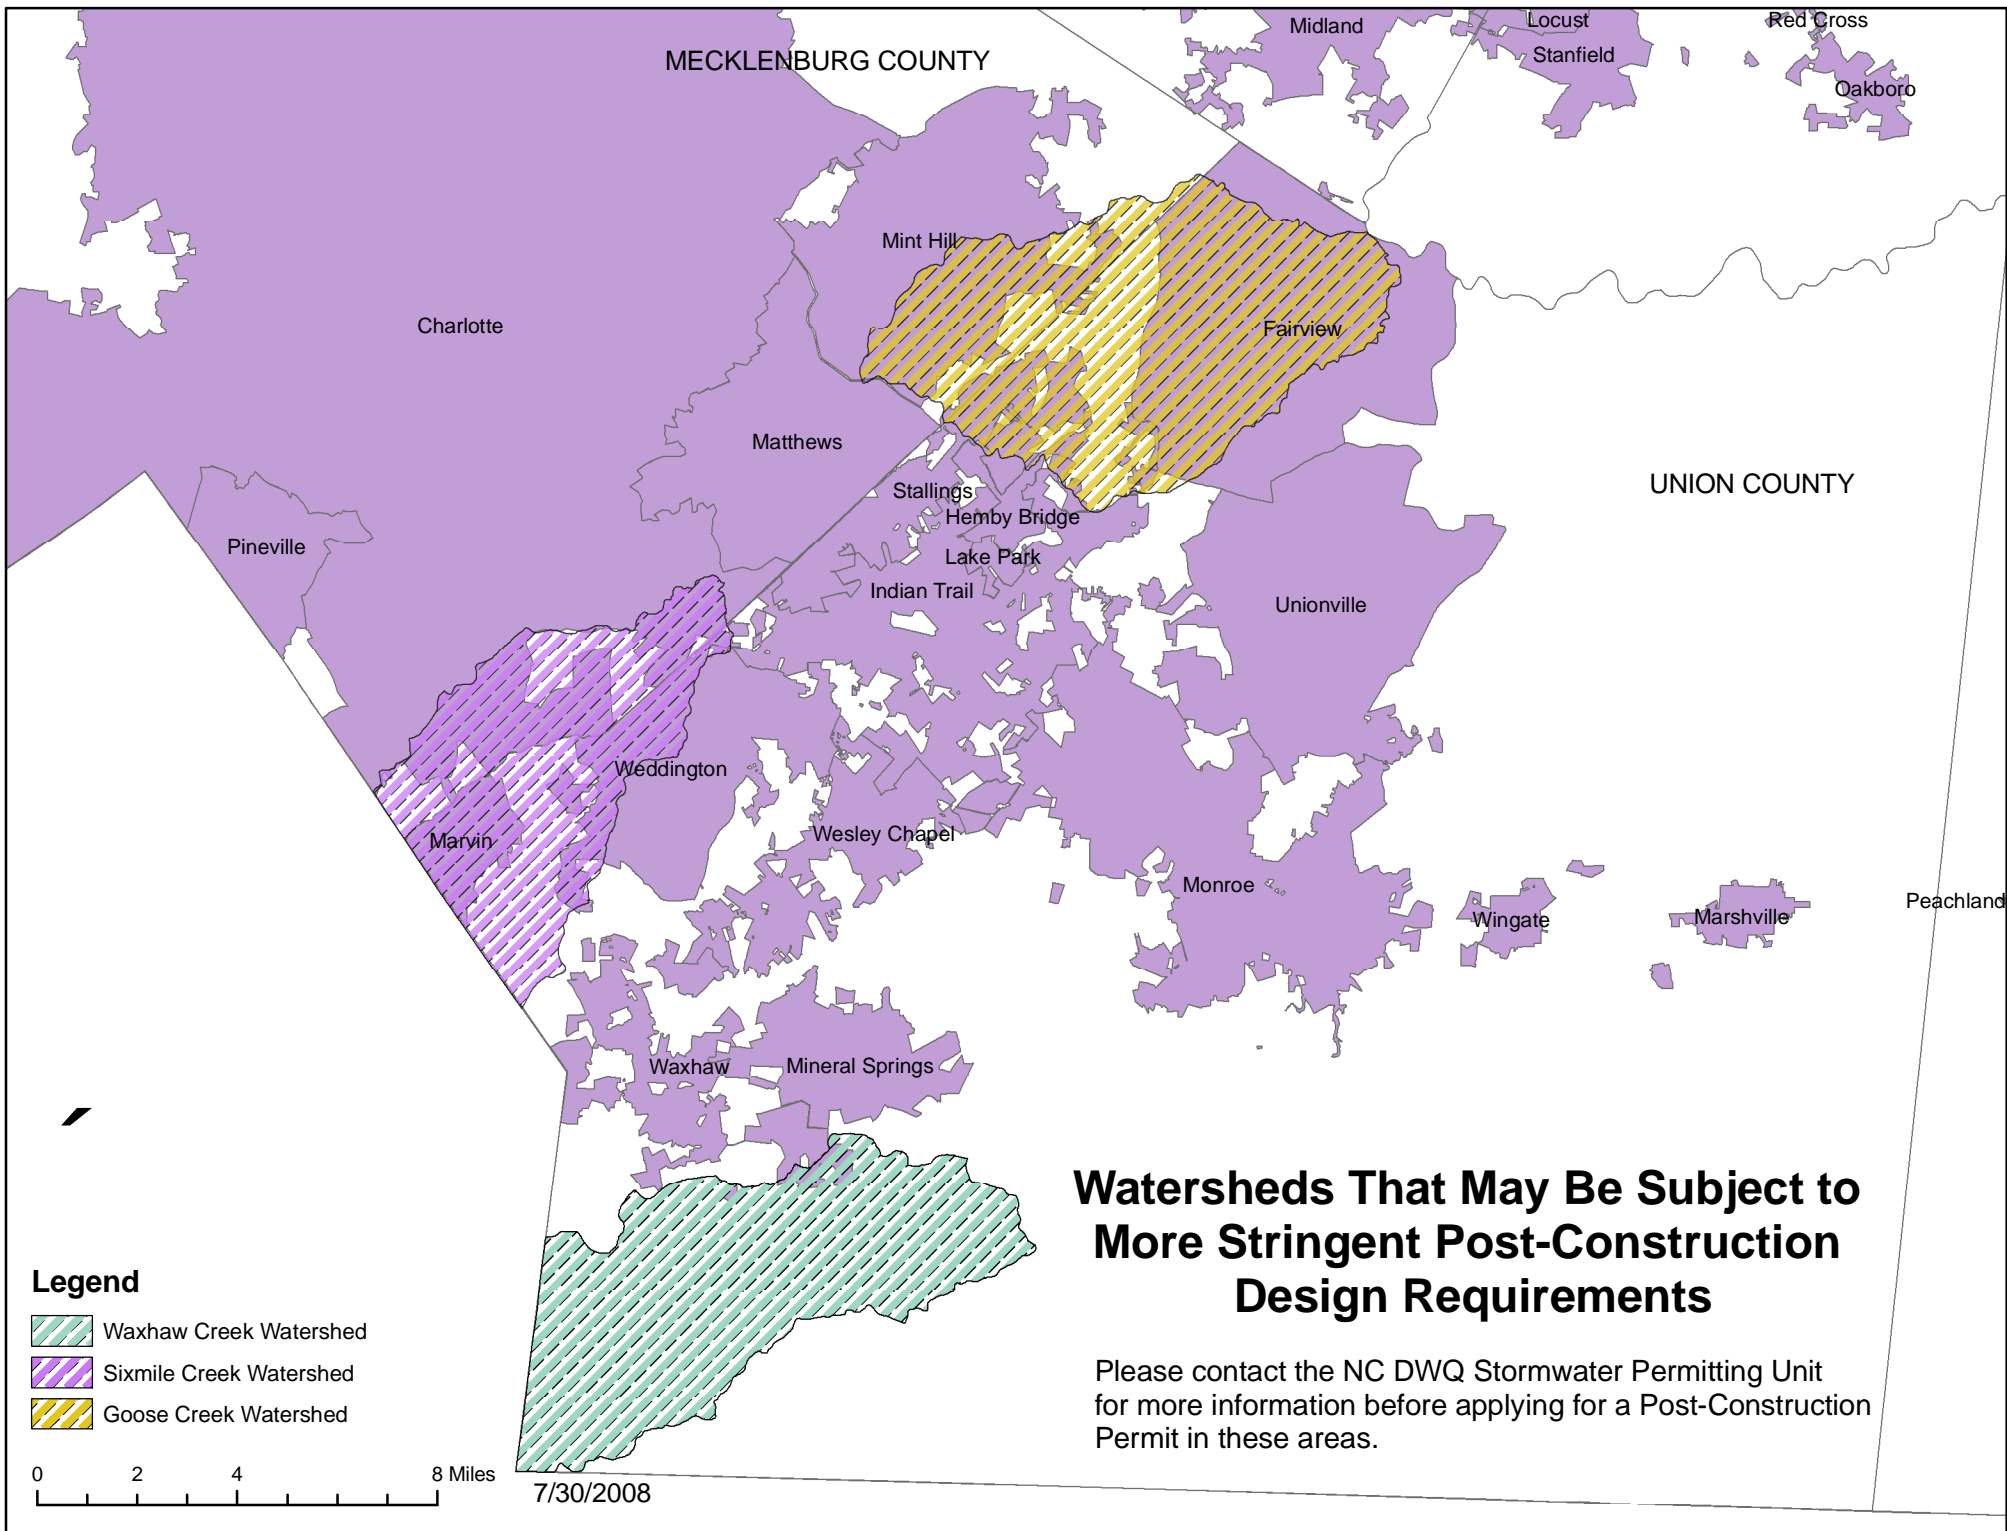 Midland
Locust
Red Cross
MECKLENBURG COUNTY
Stanfield
Oakboro
Mint Hill
Charlotte
Fairview
Matthews
UNION COUNTY
Stallings
Hemby Bridge
Pineville
Lake Park
Indian Trail
Unionville
Weddington
Marvin
Wesley Chapel
Monroe
Peachland
Wingate
Marshville
Waxhaw
Mineral Springs
Watersheds That May Be Subject to
More Stringent Post-Construction
Design Requirements
Please contact the NC DWQ Stormwater Permitting Unit
for more information before applying for a Post-Construction
Permit in these areas.
Legend
Waxhaw Creek Watershed
Sixmile Creek Watershed
Goose Creek Watershed
0 2 4 8 Miles
7/30/2008